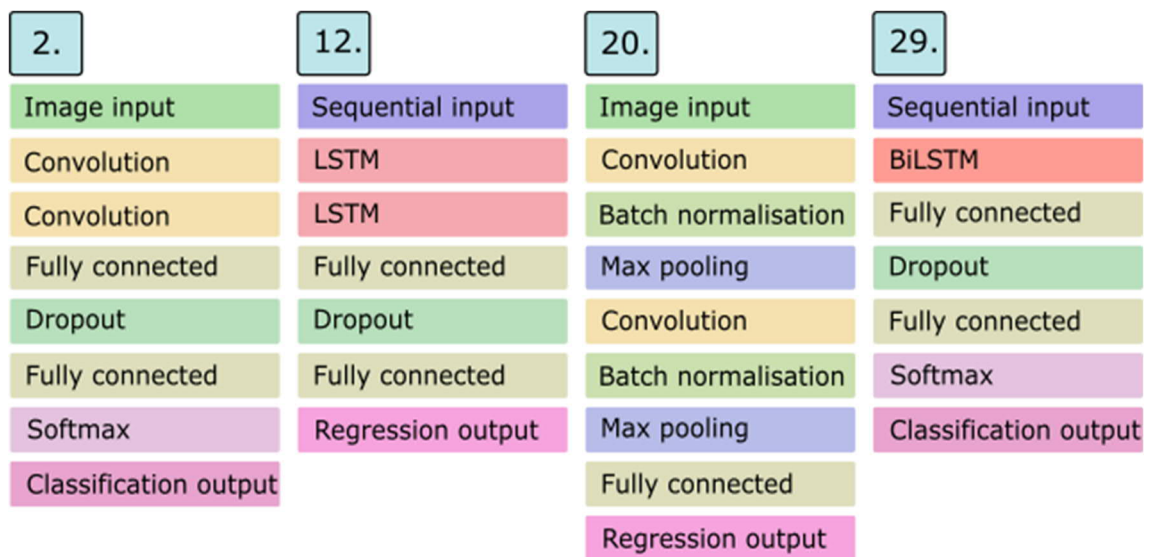 2.
Image input
Convolution
Convolution
Fully connected
Dropout
Fully connected
Softmax
Classification output
12.
Sequential input
LSTM
LSTM
Fully connected
Dropout
Fully connected
Regression output
20.
Image input
Convolution
Batch normalisation
Max pooling
Convolution
Batch normalisation
Max pooling
Fully connected
Regression output
29.
Sequential input
BiLSTM
Fully connected
Dropout
Fully connected
Softmax
Classification output